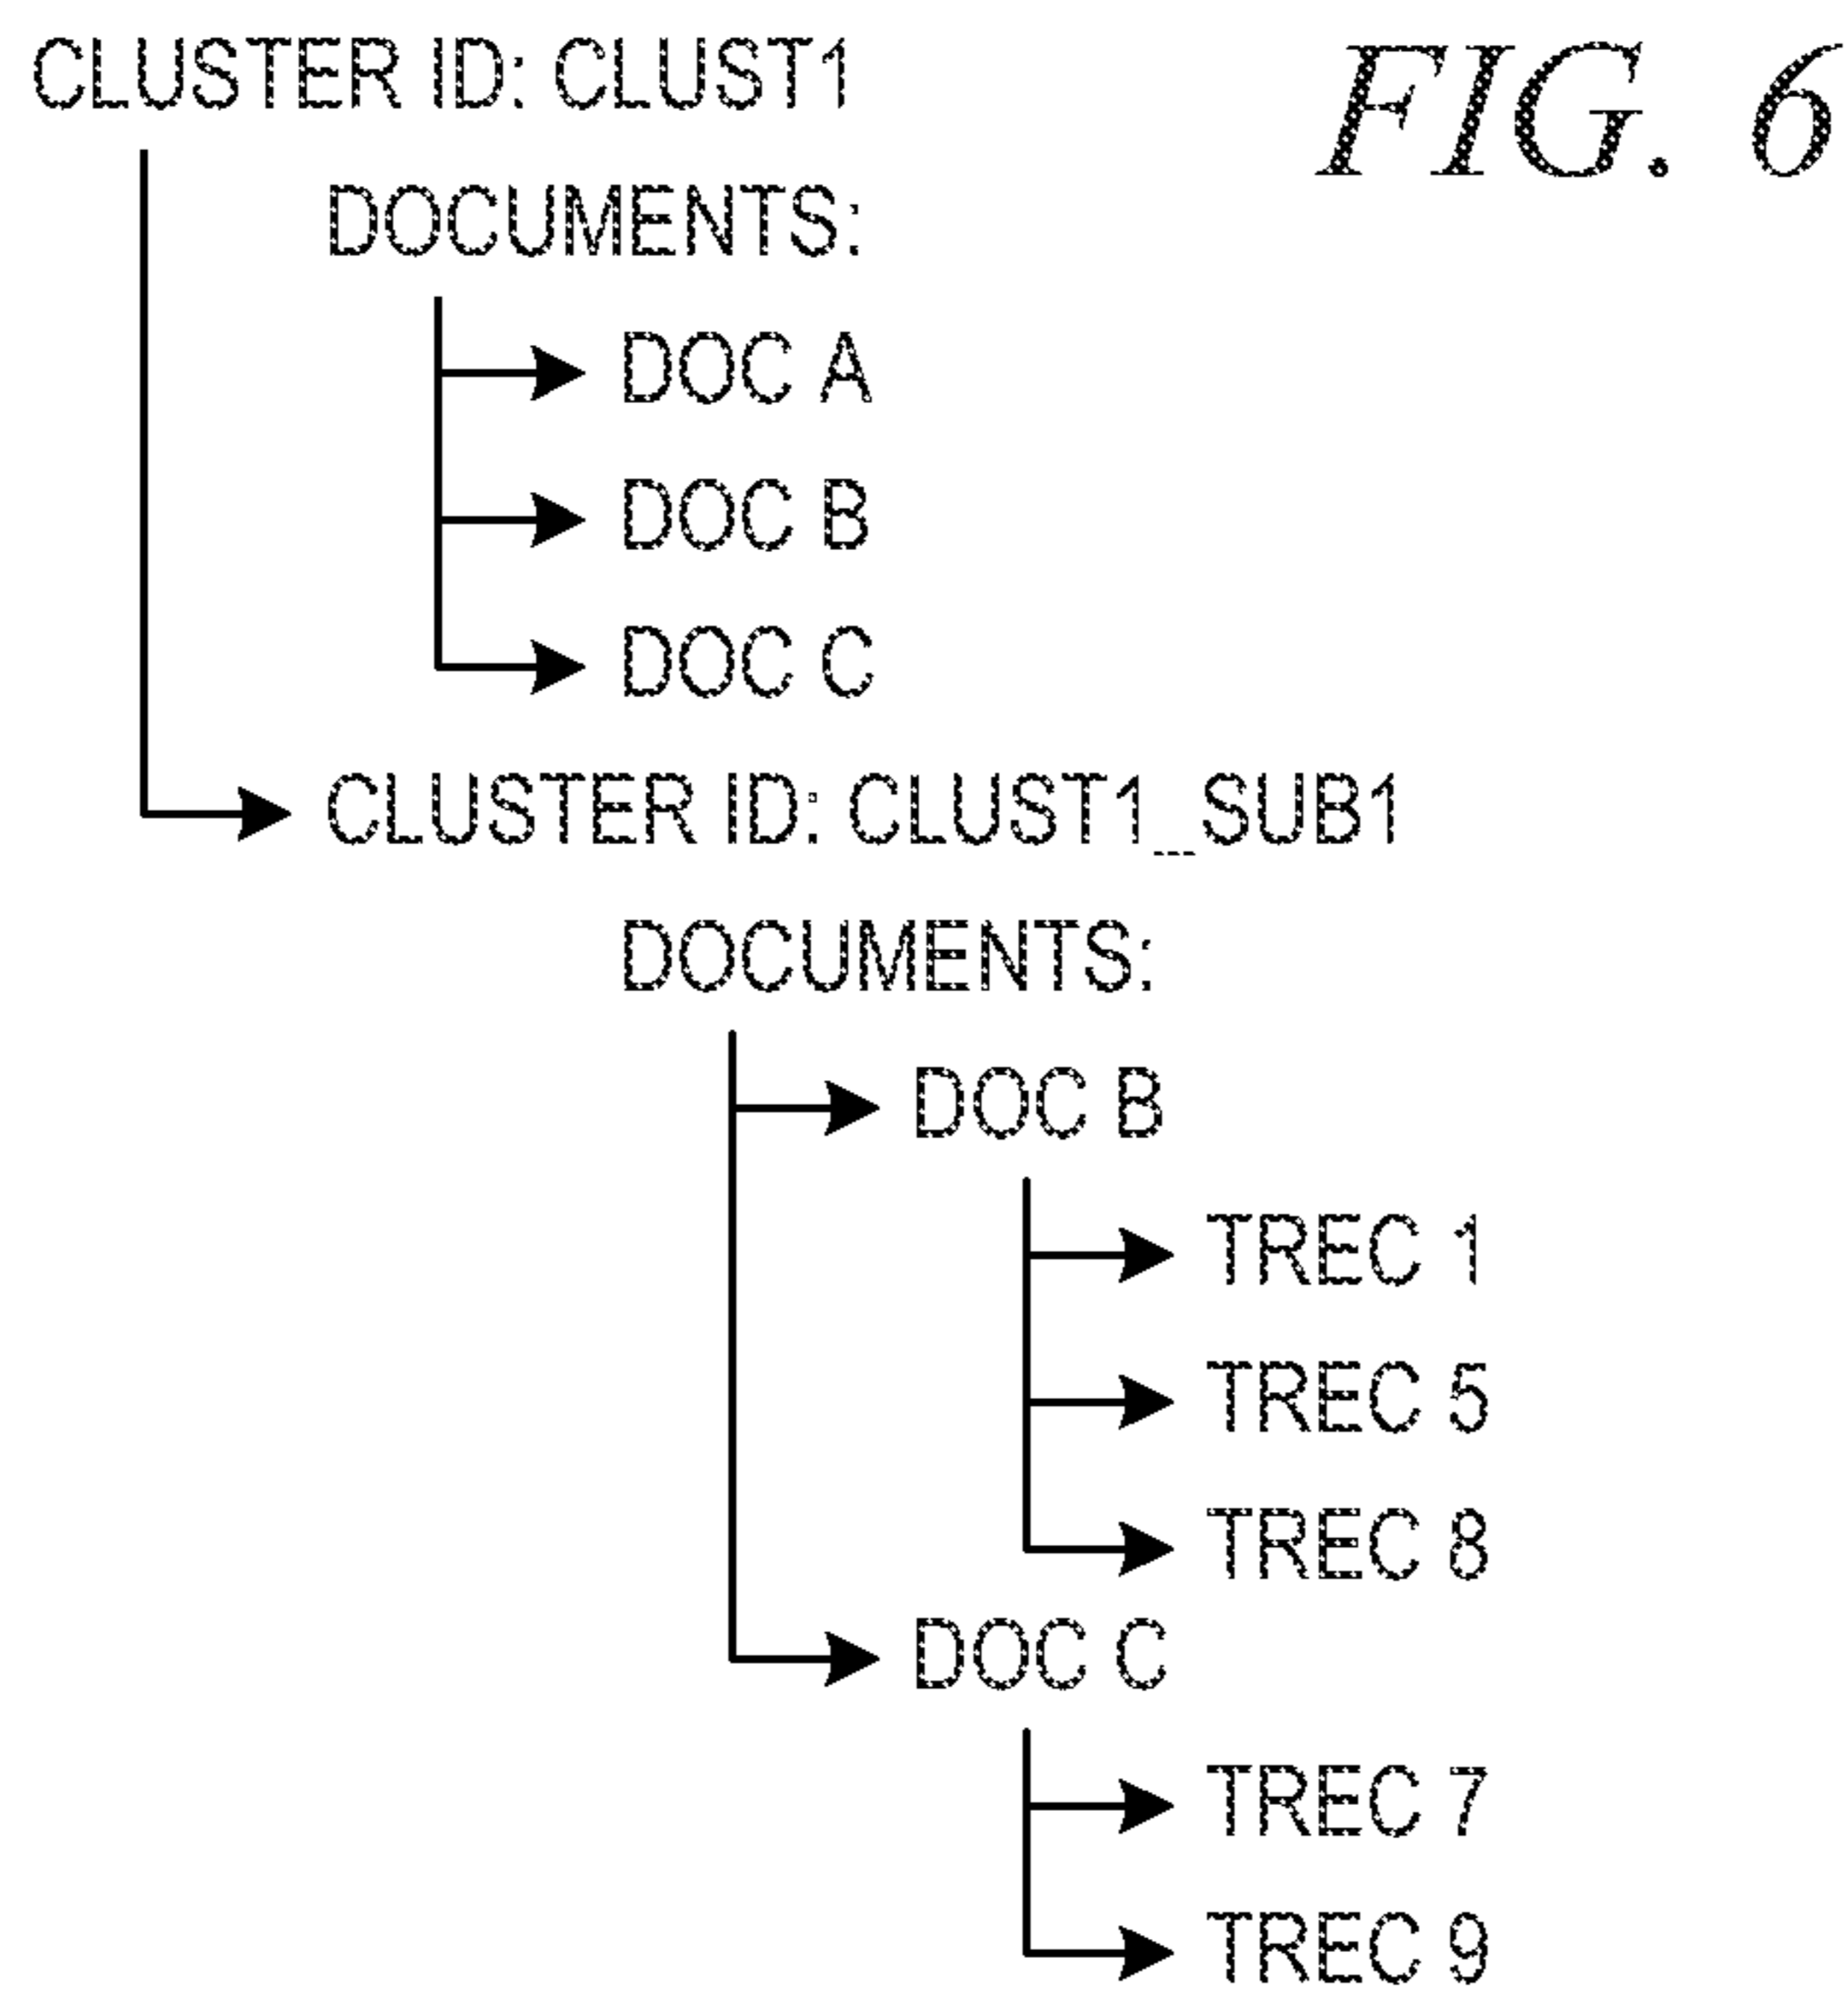 CLUSTER ID: CLUST1
FIG. 6
DOCUMENTS:
DOC A
DOC B
DOC C
CLUSTER ID: CLUST1_SUB1
DOCUMENTS:
DOC B
TREC 1
TREC 5
TREC 8
DOC C
TREC 7
TREC 9